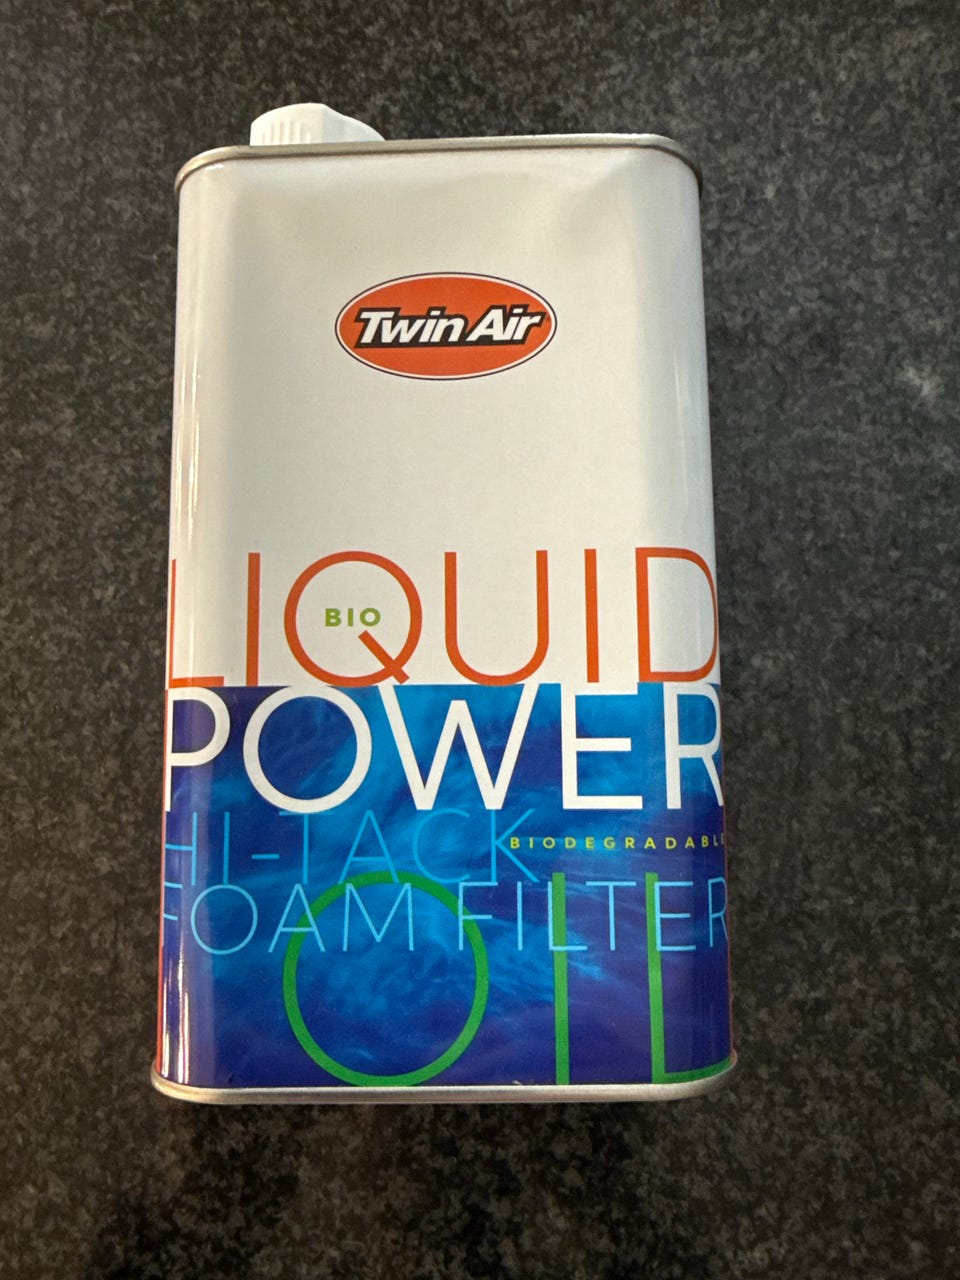 Twin Air
LIQUID
BIO
POWER
HI-TACK
BIODEGRADABLE
FOAM FILTER
OIL